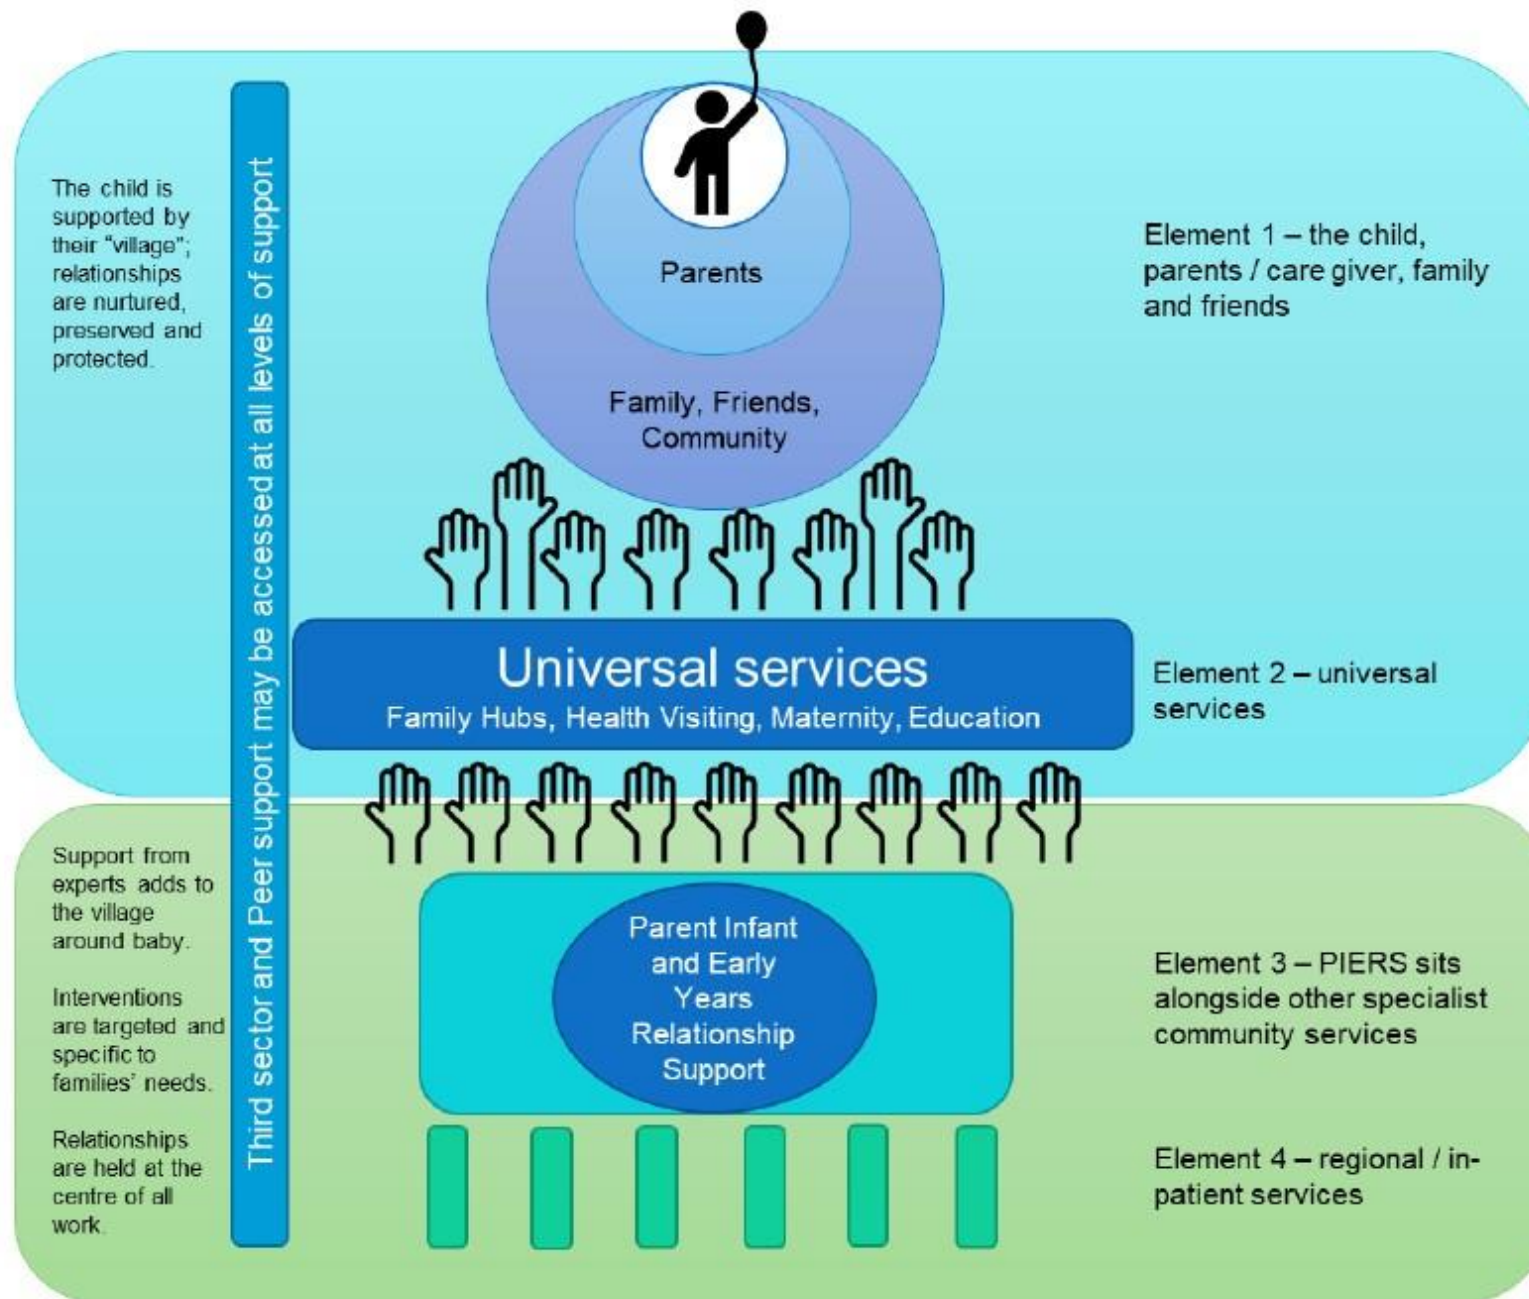 The child is
supported by
their “village”;
relationships
are nurtured,
preserved and
protected.
Third sector and Peer support may be accessed at all levels of support
Parents
Family, Friends,
Community
Element 1 – the child,
parents / care giver, family
and friends
Universal services
Family Hubs, Health Visiting, Maternity, Education
Element 2 – universal
services
Support from
experts adds to
the village
around baby.
Interventions
are targeted and
specific to
families’ needs.
Relationships
are held at the
centre of all
work.
Parent Infant
and Early
Years
Relationship
Support
Element 3 – PIERS sits
alongside other specialist
community services
Element 4 – regional / in-
patient services